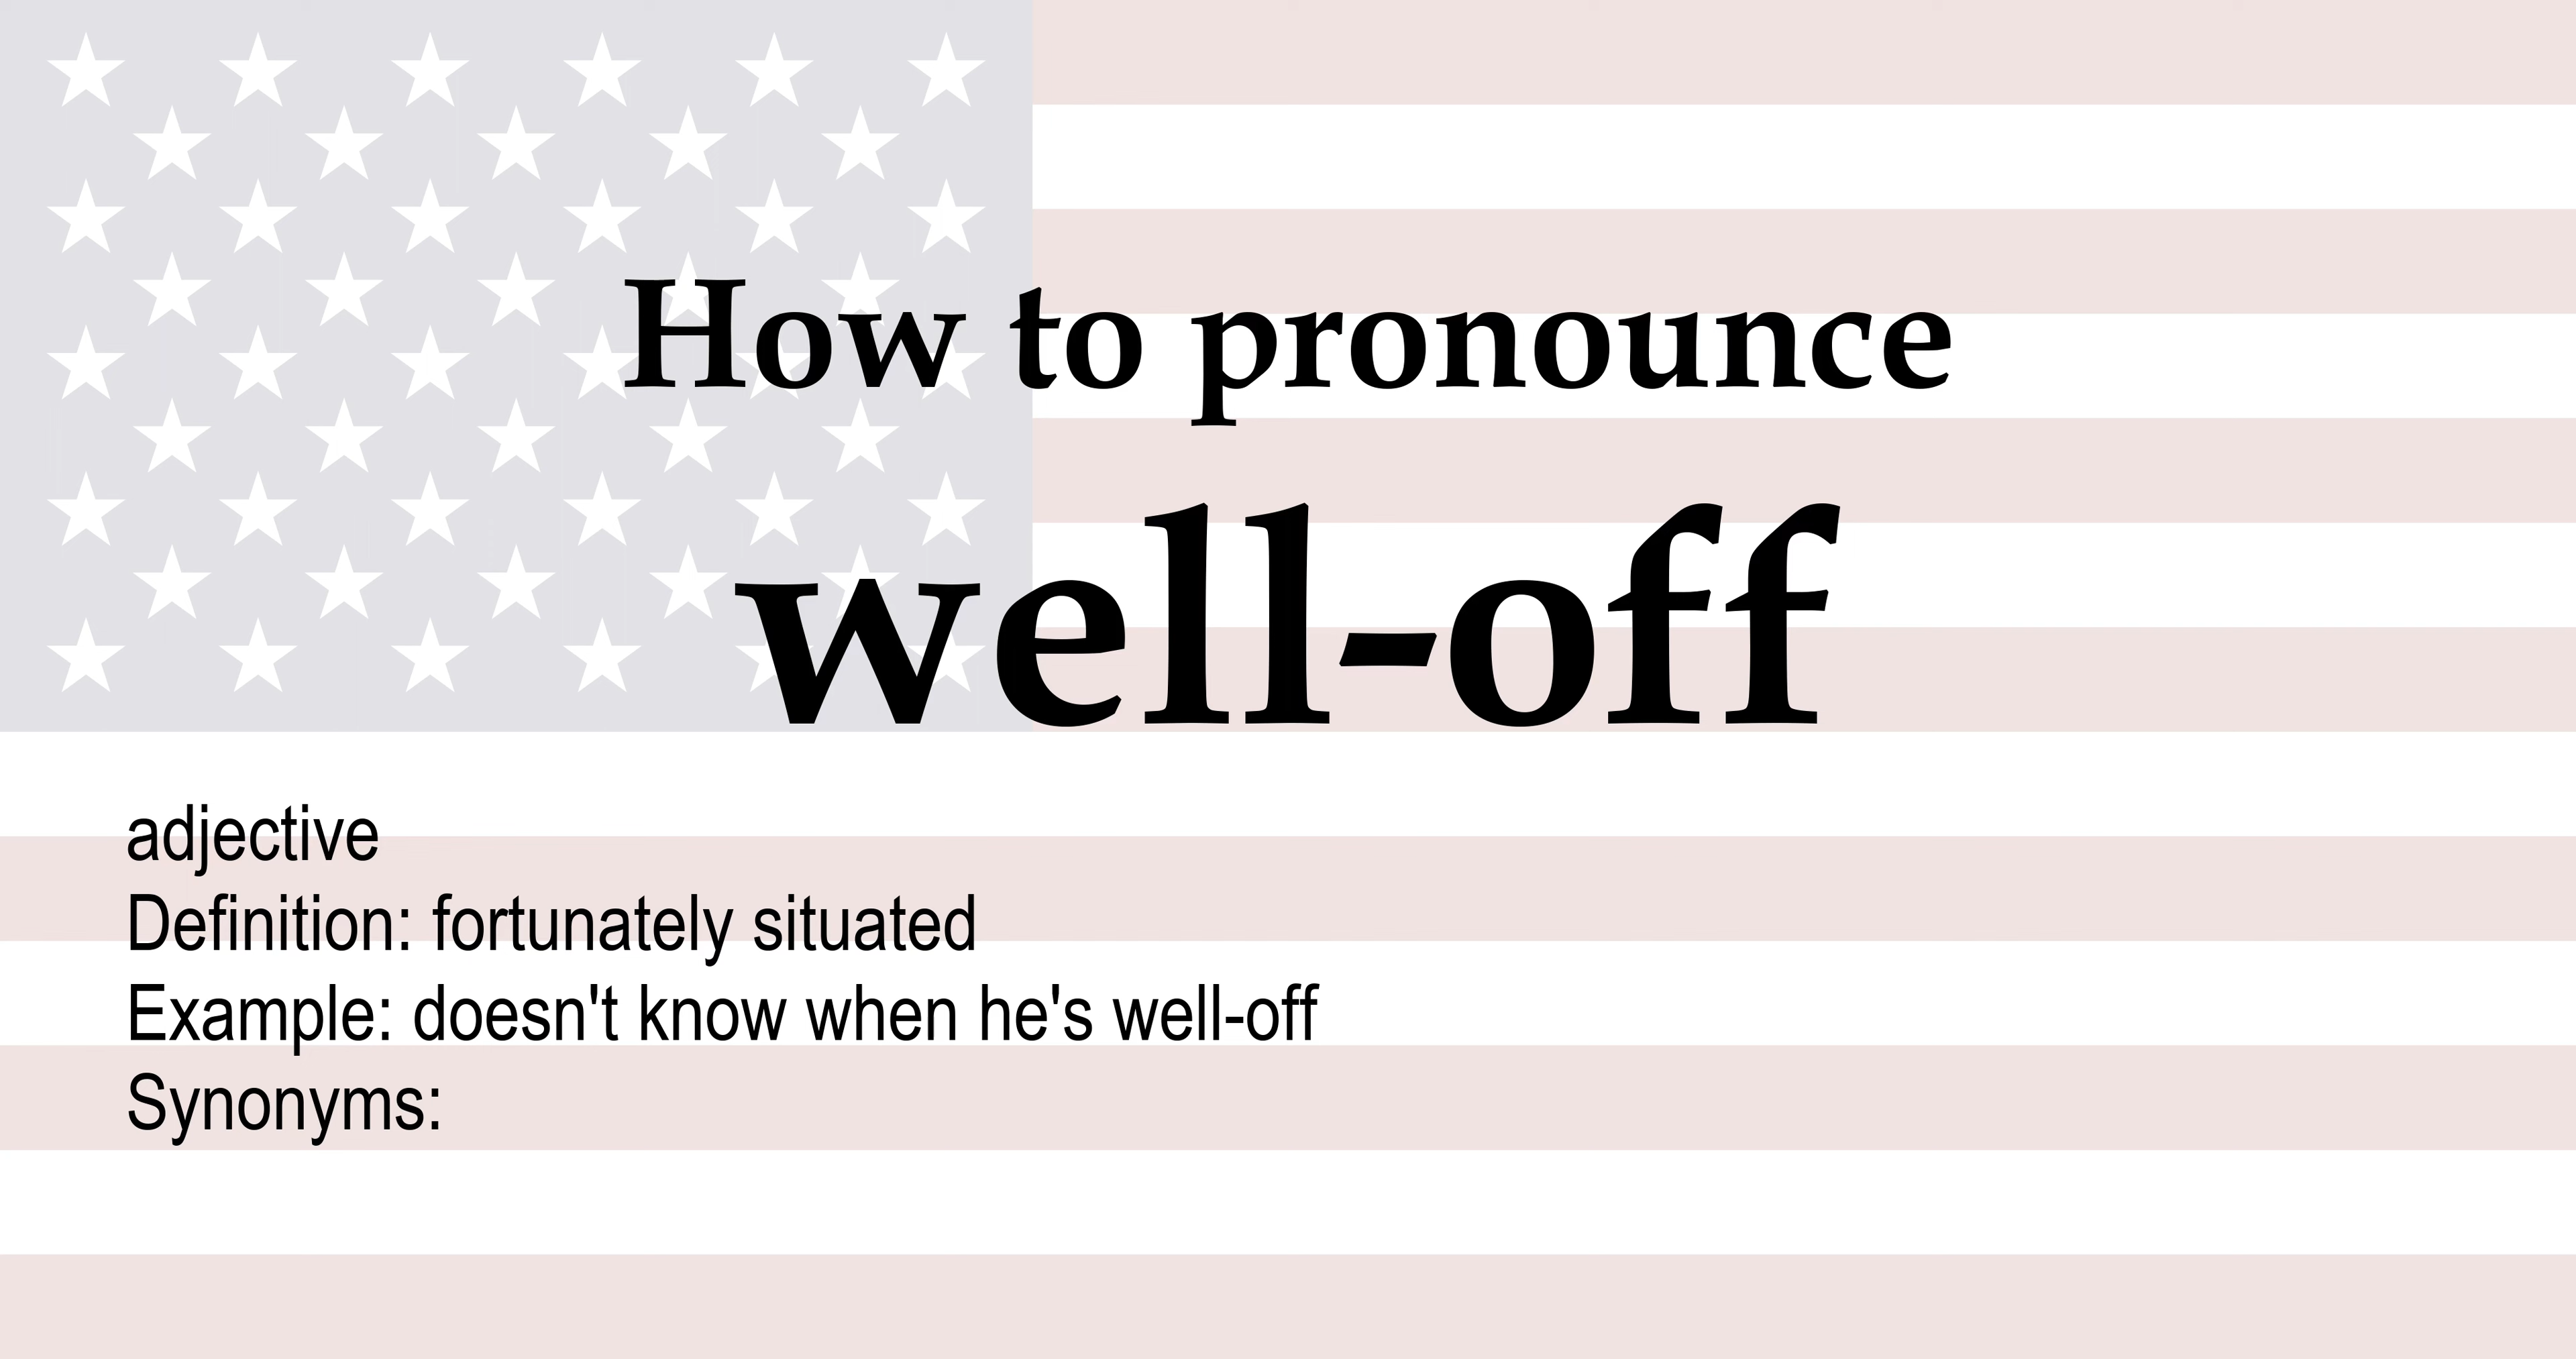 How to pronounce
well-off
adjective
Definition: fortunately situated
Example: doesn't know when he's well-off
Synonyms: